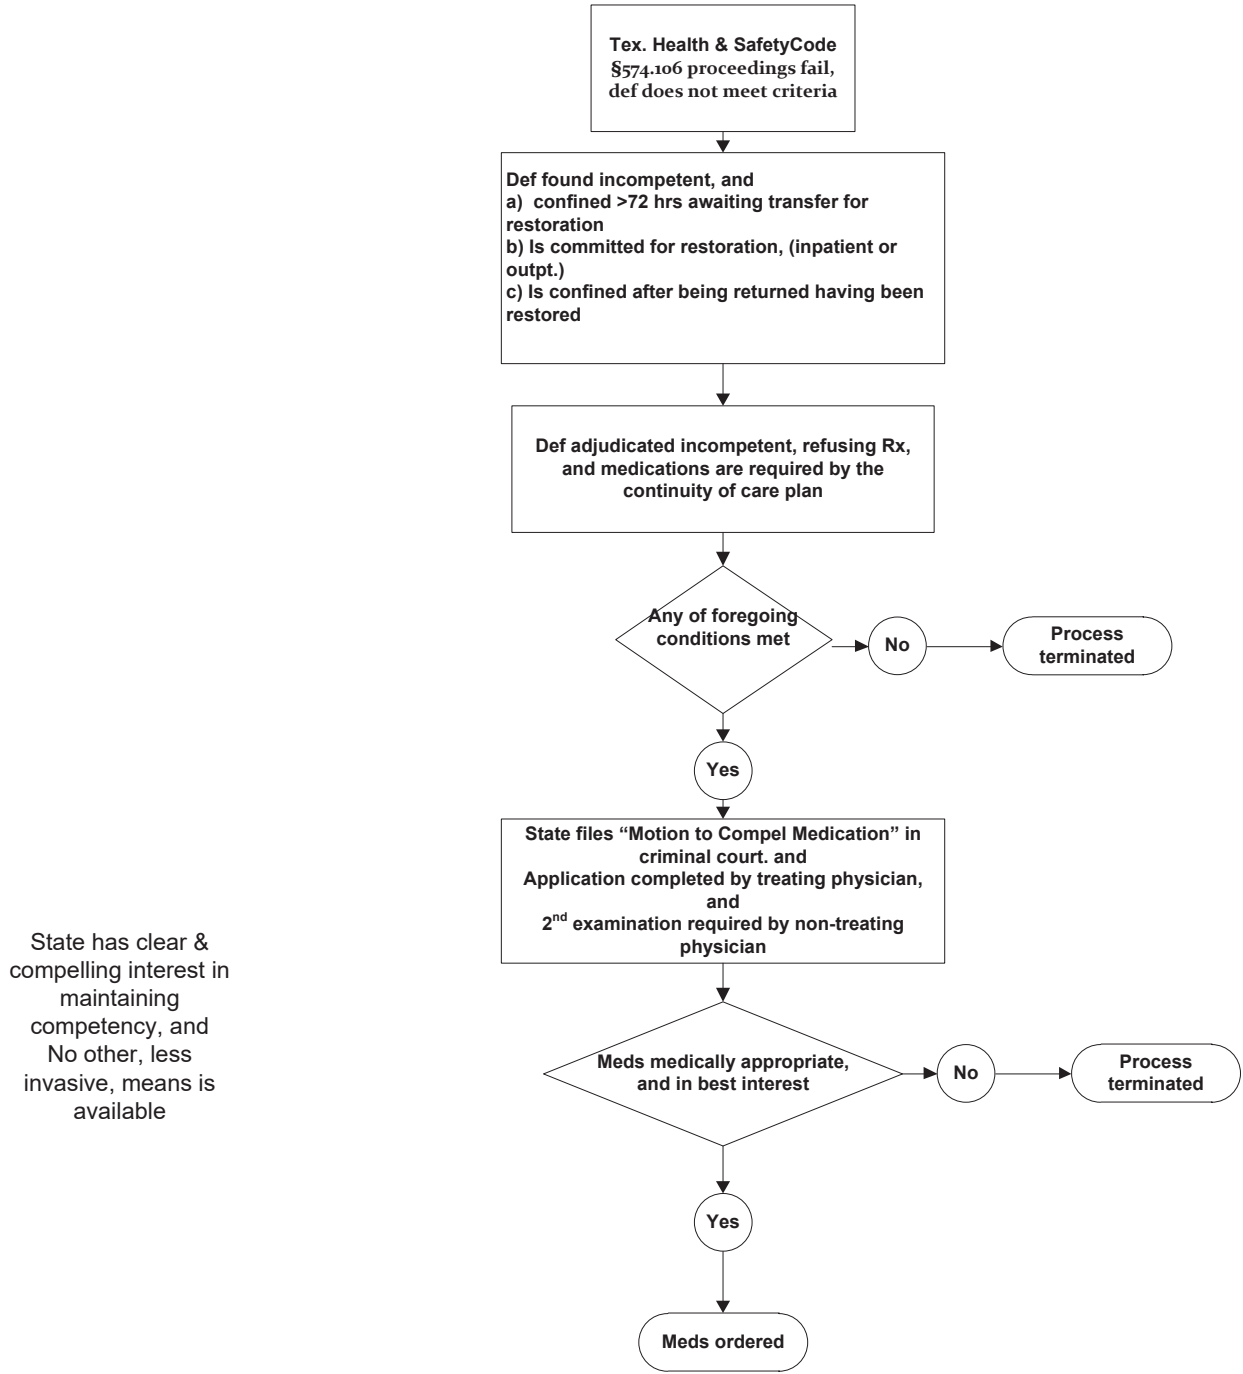 Tex. Health & SafetyCode
§574.106 proceedings fail,
def does not meet criteria
Def found incompetent, and
a) confined >72 hrs awaiting transfer for
restoration
b) Is committed for restoration, (inpatient or
outpt.)
c) Is confined after being returned having been
restored
Def adjudicated incompetent, refusing Rx,
and medications are required by the
continuity of care plan
Any of foregoing
conditions met
No
Process
terminated
Yes
State files “Motion to Compel Medication” in
criminal court. and
Application completed by treating physician,
and
2nd examination required by non-treating
physician
State has clear &
compelling interest in
maintaining
competency, and
No other, less
invasive, means is
available
Meds medically appropriate,
and in best interest
No
Process
terminated
Yes
Meds ordered